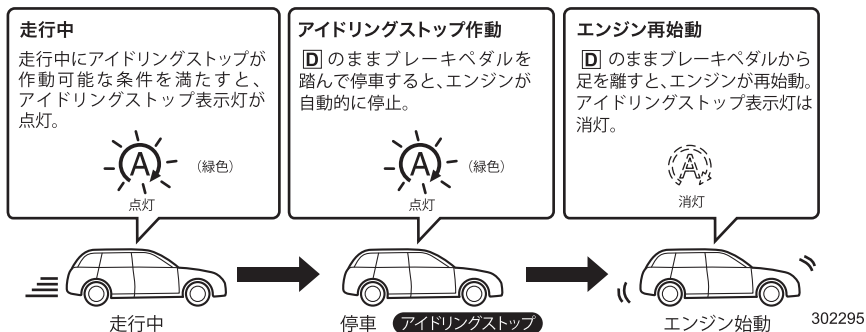 走行中
走行中にアイドリングストップが
作動可能な条件を満たすと、
アイドリングストップ表示灯が
点灯。
A
（緑色）
点灯
アイドリングストップ作動
D のままブレーキペダルを
踏んで停車すると、エンジンが
自動的に停止。
A
（緑色）
点灯
エンジン再始動
D のままブレーキペダルから
足を離すと、エンジンが再始動。
アイドリングストップ表示灯は
消灯。
A
消灯
走行中
停車 アイドリングストップ
エンジン始動
302295